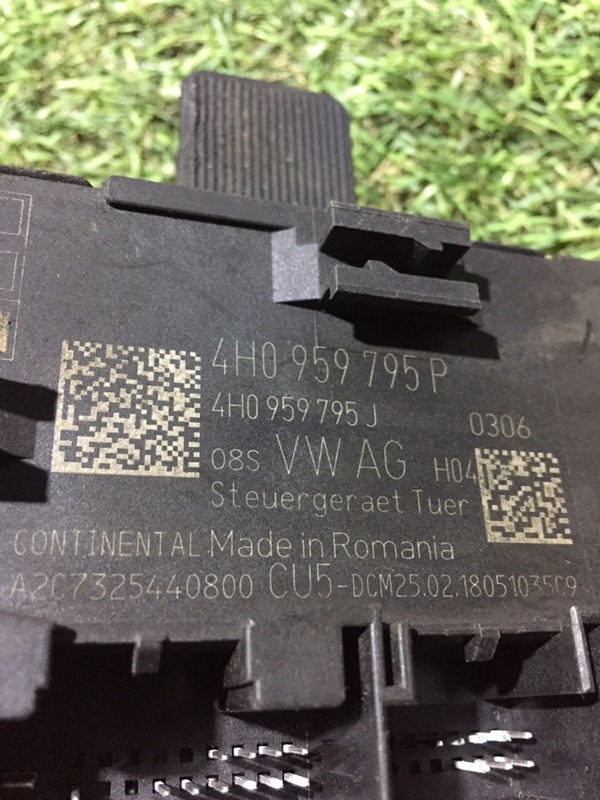 4H0 959 795 P
4H0 959 795 J
0306
08S VW AG H04
Steuergeraet Tuer
CONTINENTAL Made in Romania
A2C7325440800 CU5-DCM25.02.18051035C9